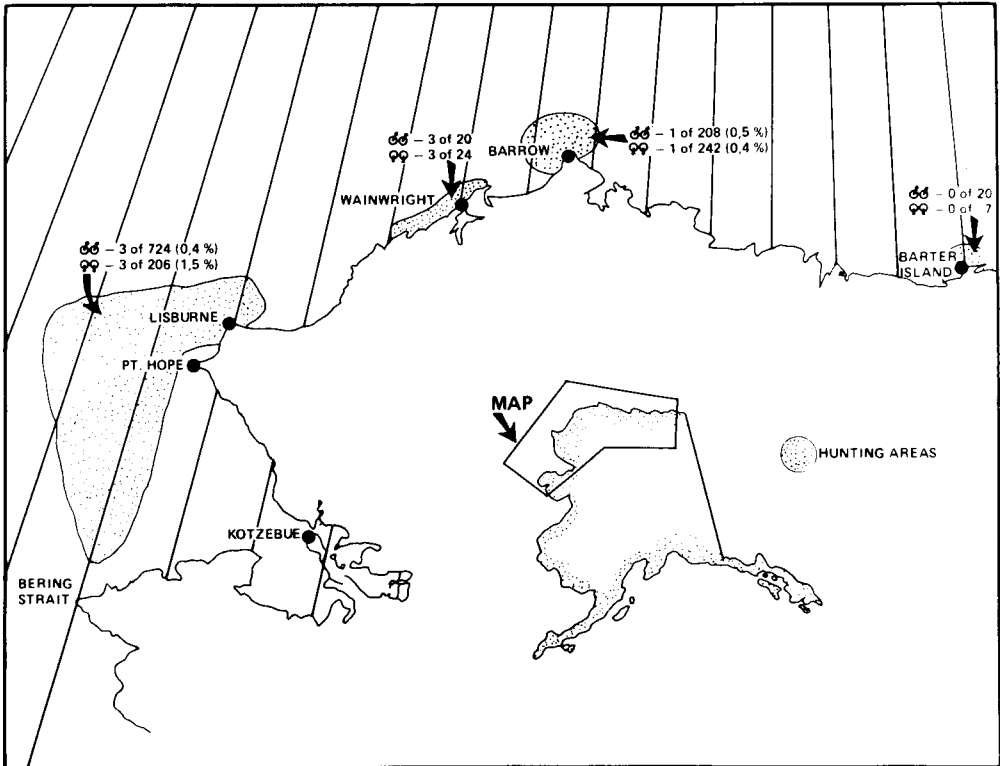 ♂♂ – 3 of 20
♀♀ – 3 of 24
BARROW
♂♂ – 1 of 208 (0,5 %)
♀♀ – 1 of 242 (0,4 %)
WAINWRIGHT
♂♂ – 0 of 20
♀♀ – 0 of 7
BARTER
ISLAND
♂♂ – 3 of 724 (0,4 %)
♀♀ – 3 of 206 (1,5 %)
LISBURNE
PT. HOPE
MAP
HUNTING AREAS
KOTZEBUE
BERING
STRAIT